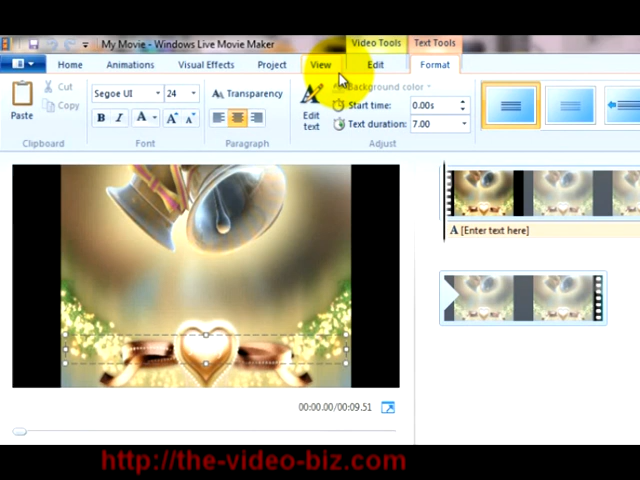 My Movie - Windows Live Movie Maker
Video Tools
Text Tools
Home
Animations
Visual Effects
Project
View
Edit
Format
Paste
Cut
Copy
Clipboard
Segoe UI
24
B I A A A
Font
Transparency
Paragraph
Edit text
Background color
Start time: 0.00s
Text duration: 7.00
Adjust
A [Enter text here]
00:00.00/00:09.51
http://the-video-biz.com